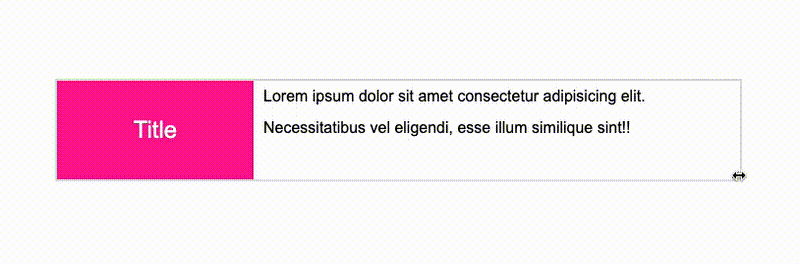 Title
Lorem ipsum dolor sit amet consectetur adipisicing elit.
Necessitatibus vel eligendi, esse illum similique sint!!